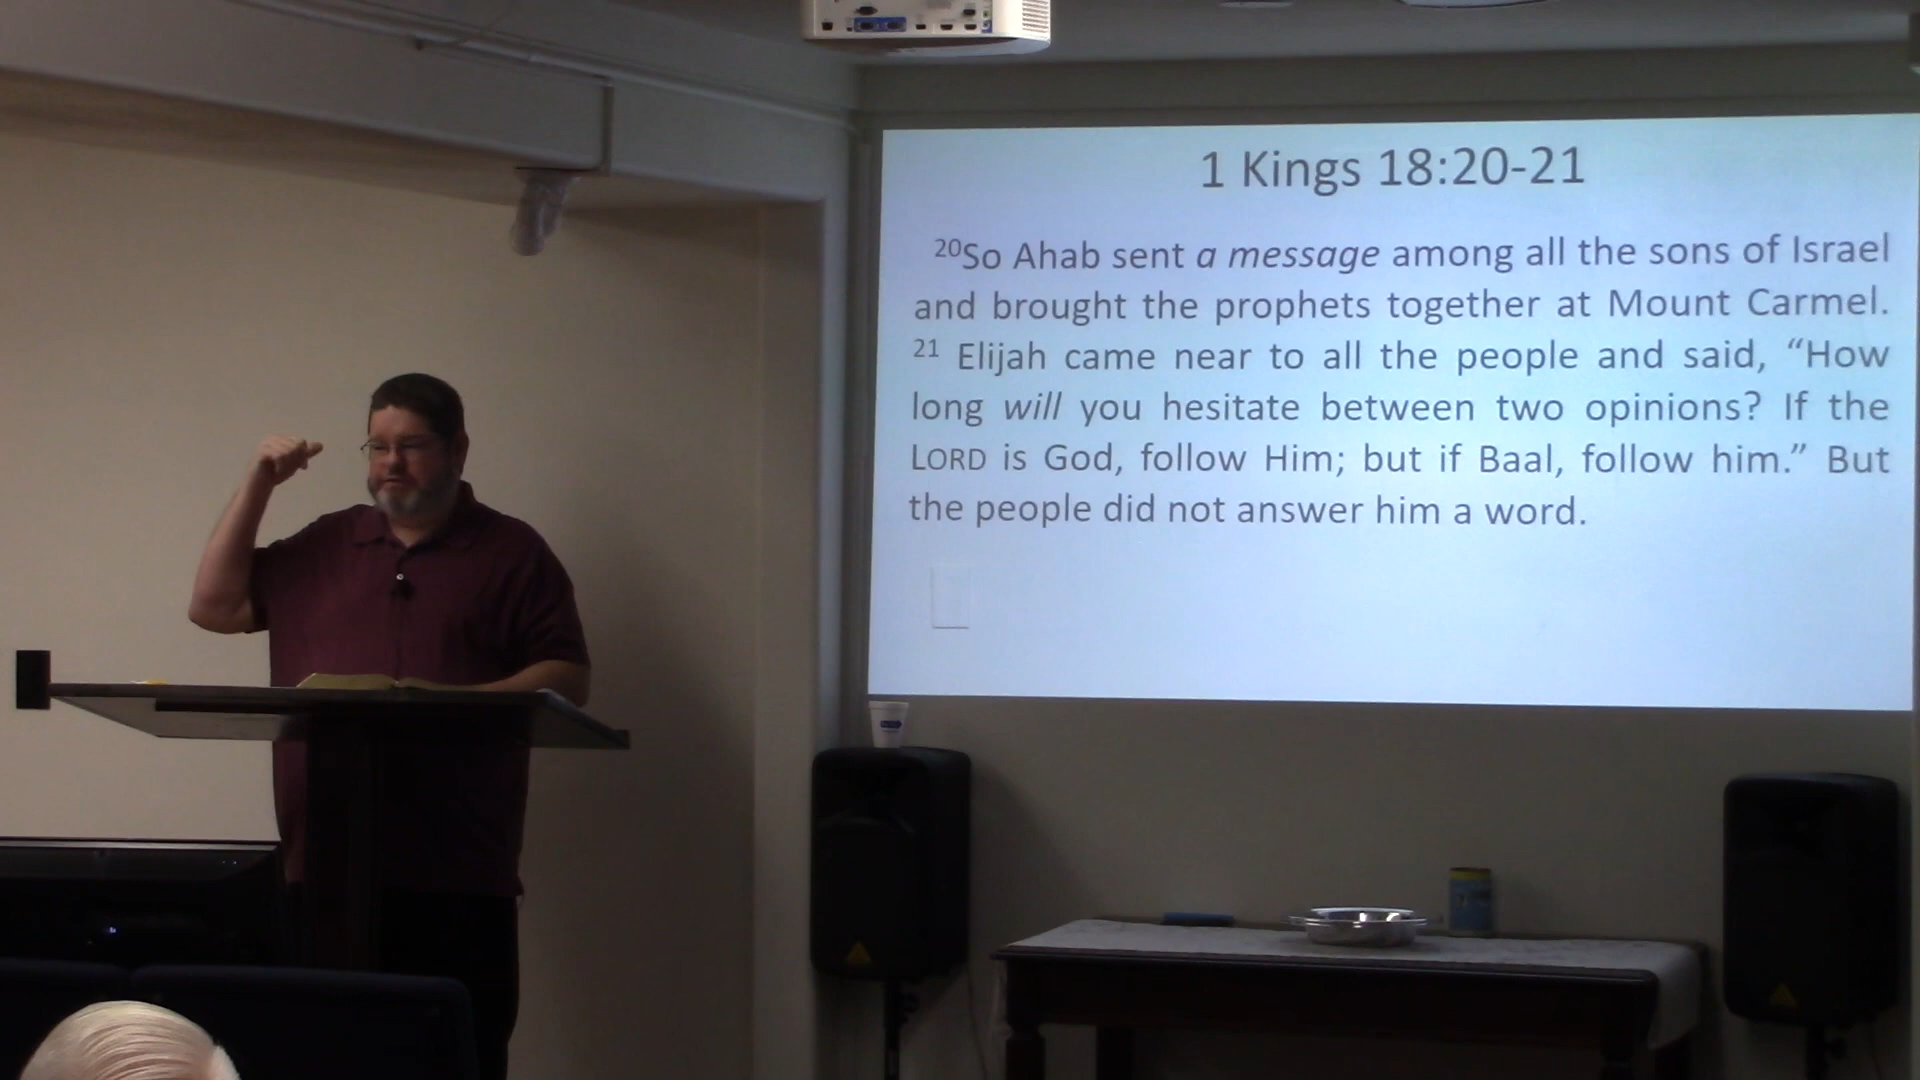 1 Kings 18:20-21
20So Ahab sent a message among all the sons of Israel
and brought the prophets together at Mount Carmel.
21 Elijah came near to all the people and said, “How
long will you hesitate between two opinions? If the
LORD is God, follow Him; but if Baal, follow him.” But
the people did not answer him a word.